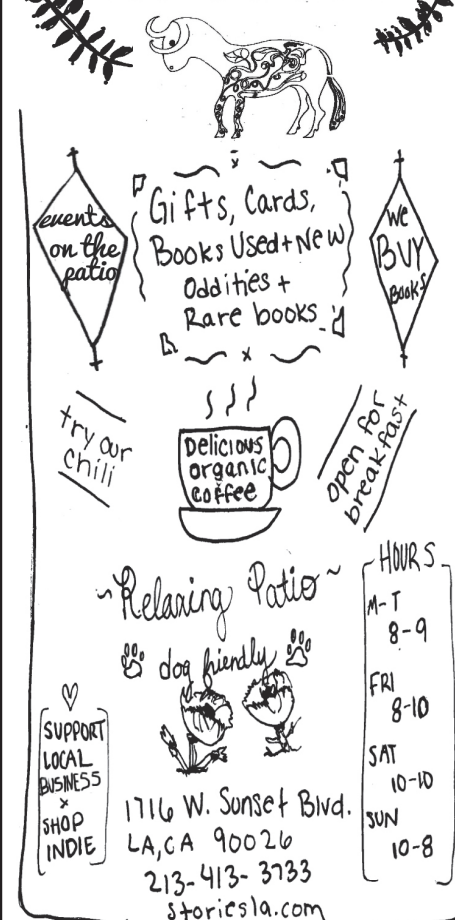 events
on the
patio
Gifts, Cards,
Books Used + New
Oddities +
Rare books
We
BUY
Books
try our
chili
Delicious
organic
coffee
open for
breakfast
~Relaxing Patio~
dog friendly
HOURS
M-T
8-9
FRI
8-10
SAT
10-10
SUN
10-8
SUPPORT
LOCAL
BUSINESS
x
SHOP
INDIE
1716 W. Sunset Blvd.
LA, CA 90026
213-413-3733
Storiesla.com